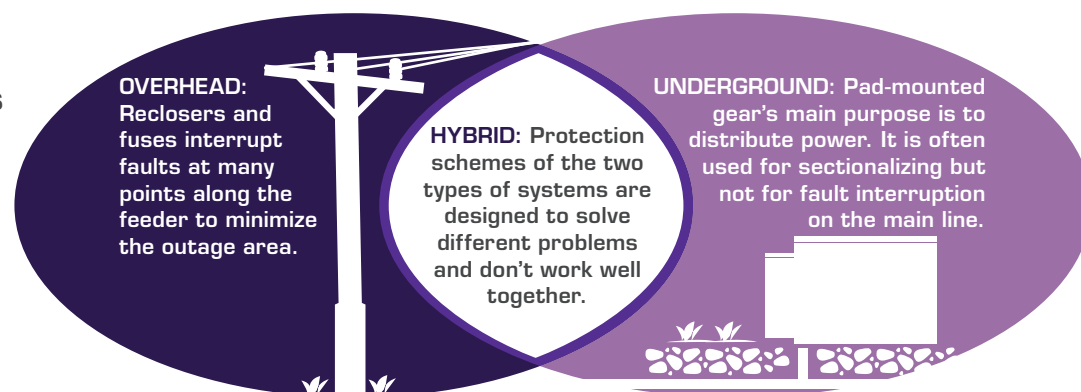 OVERHEAD:
Reclosers and
fuses interrupt
faults at many
points along the
feeder to minimize
the outage area.
HYBRID: Protection
schemes of the two
types of systems are
designed to solve
different problems
and don't work well
together.
UNDERGROUND: Pad-mounted
gear's main purpose is to
distribute power. It is often
used for sectionalizing but
not for fault interruption
on the main line.